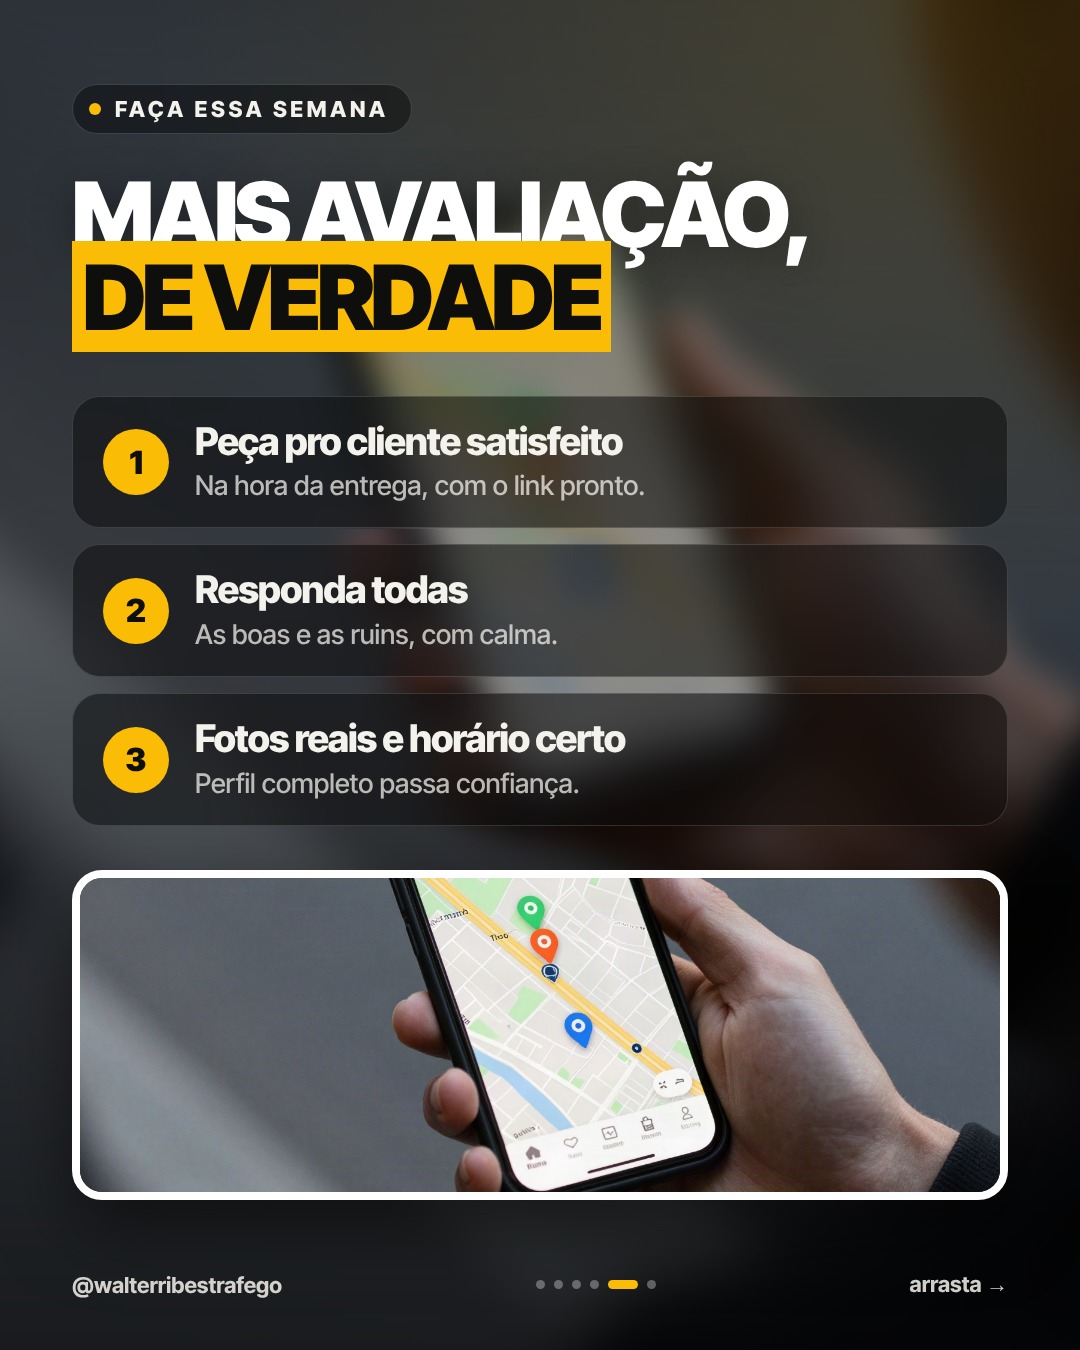 FAÇA ESSA SEMANA
MAIS AVALIAÇÃO,
DE VERDADE
1
Peça pro cliente satisfeito
Na hora da entrega, com o link pronto.
2
Responda todas
As boas e as ruins, com calma.
3
Fotos reais e horário certo
Perfil completo passa confiança.
@walterribestrafego
arrasta →